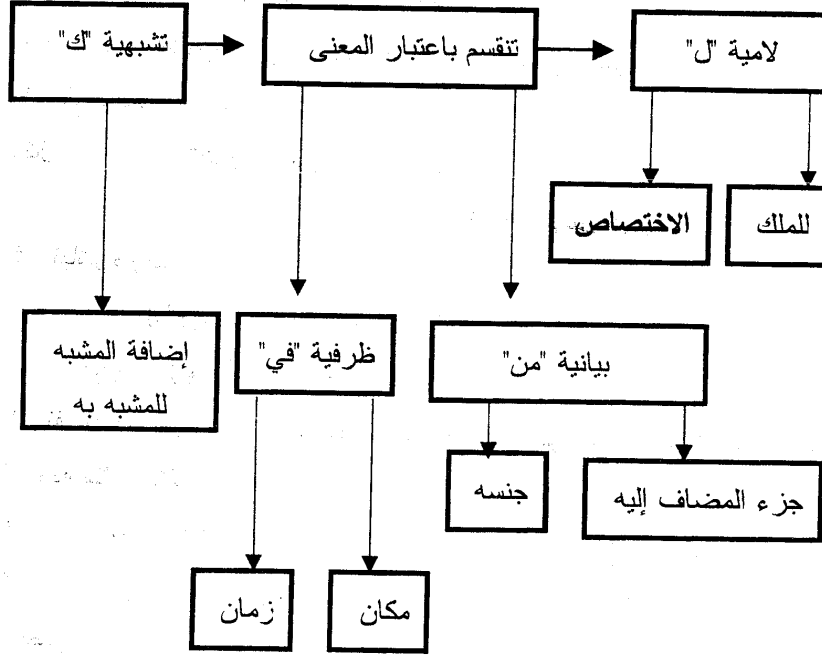 لامية "ل"
تنقسم باعتبار المعنى
تشبهية "ك"
للملك
الاختصاص
بيانية "من"
ظرفية "في"
إضافة المشبه
للمشبه به
جزء المضاف إليه
جنسه
مكان
زمان